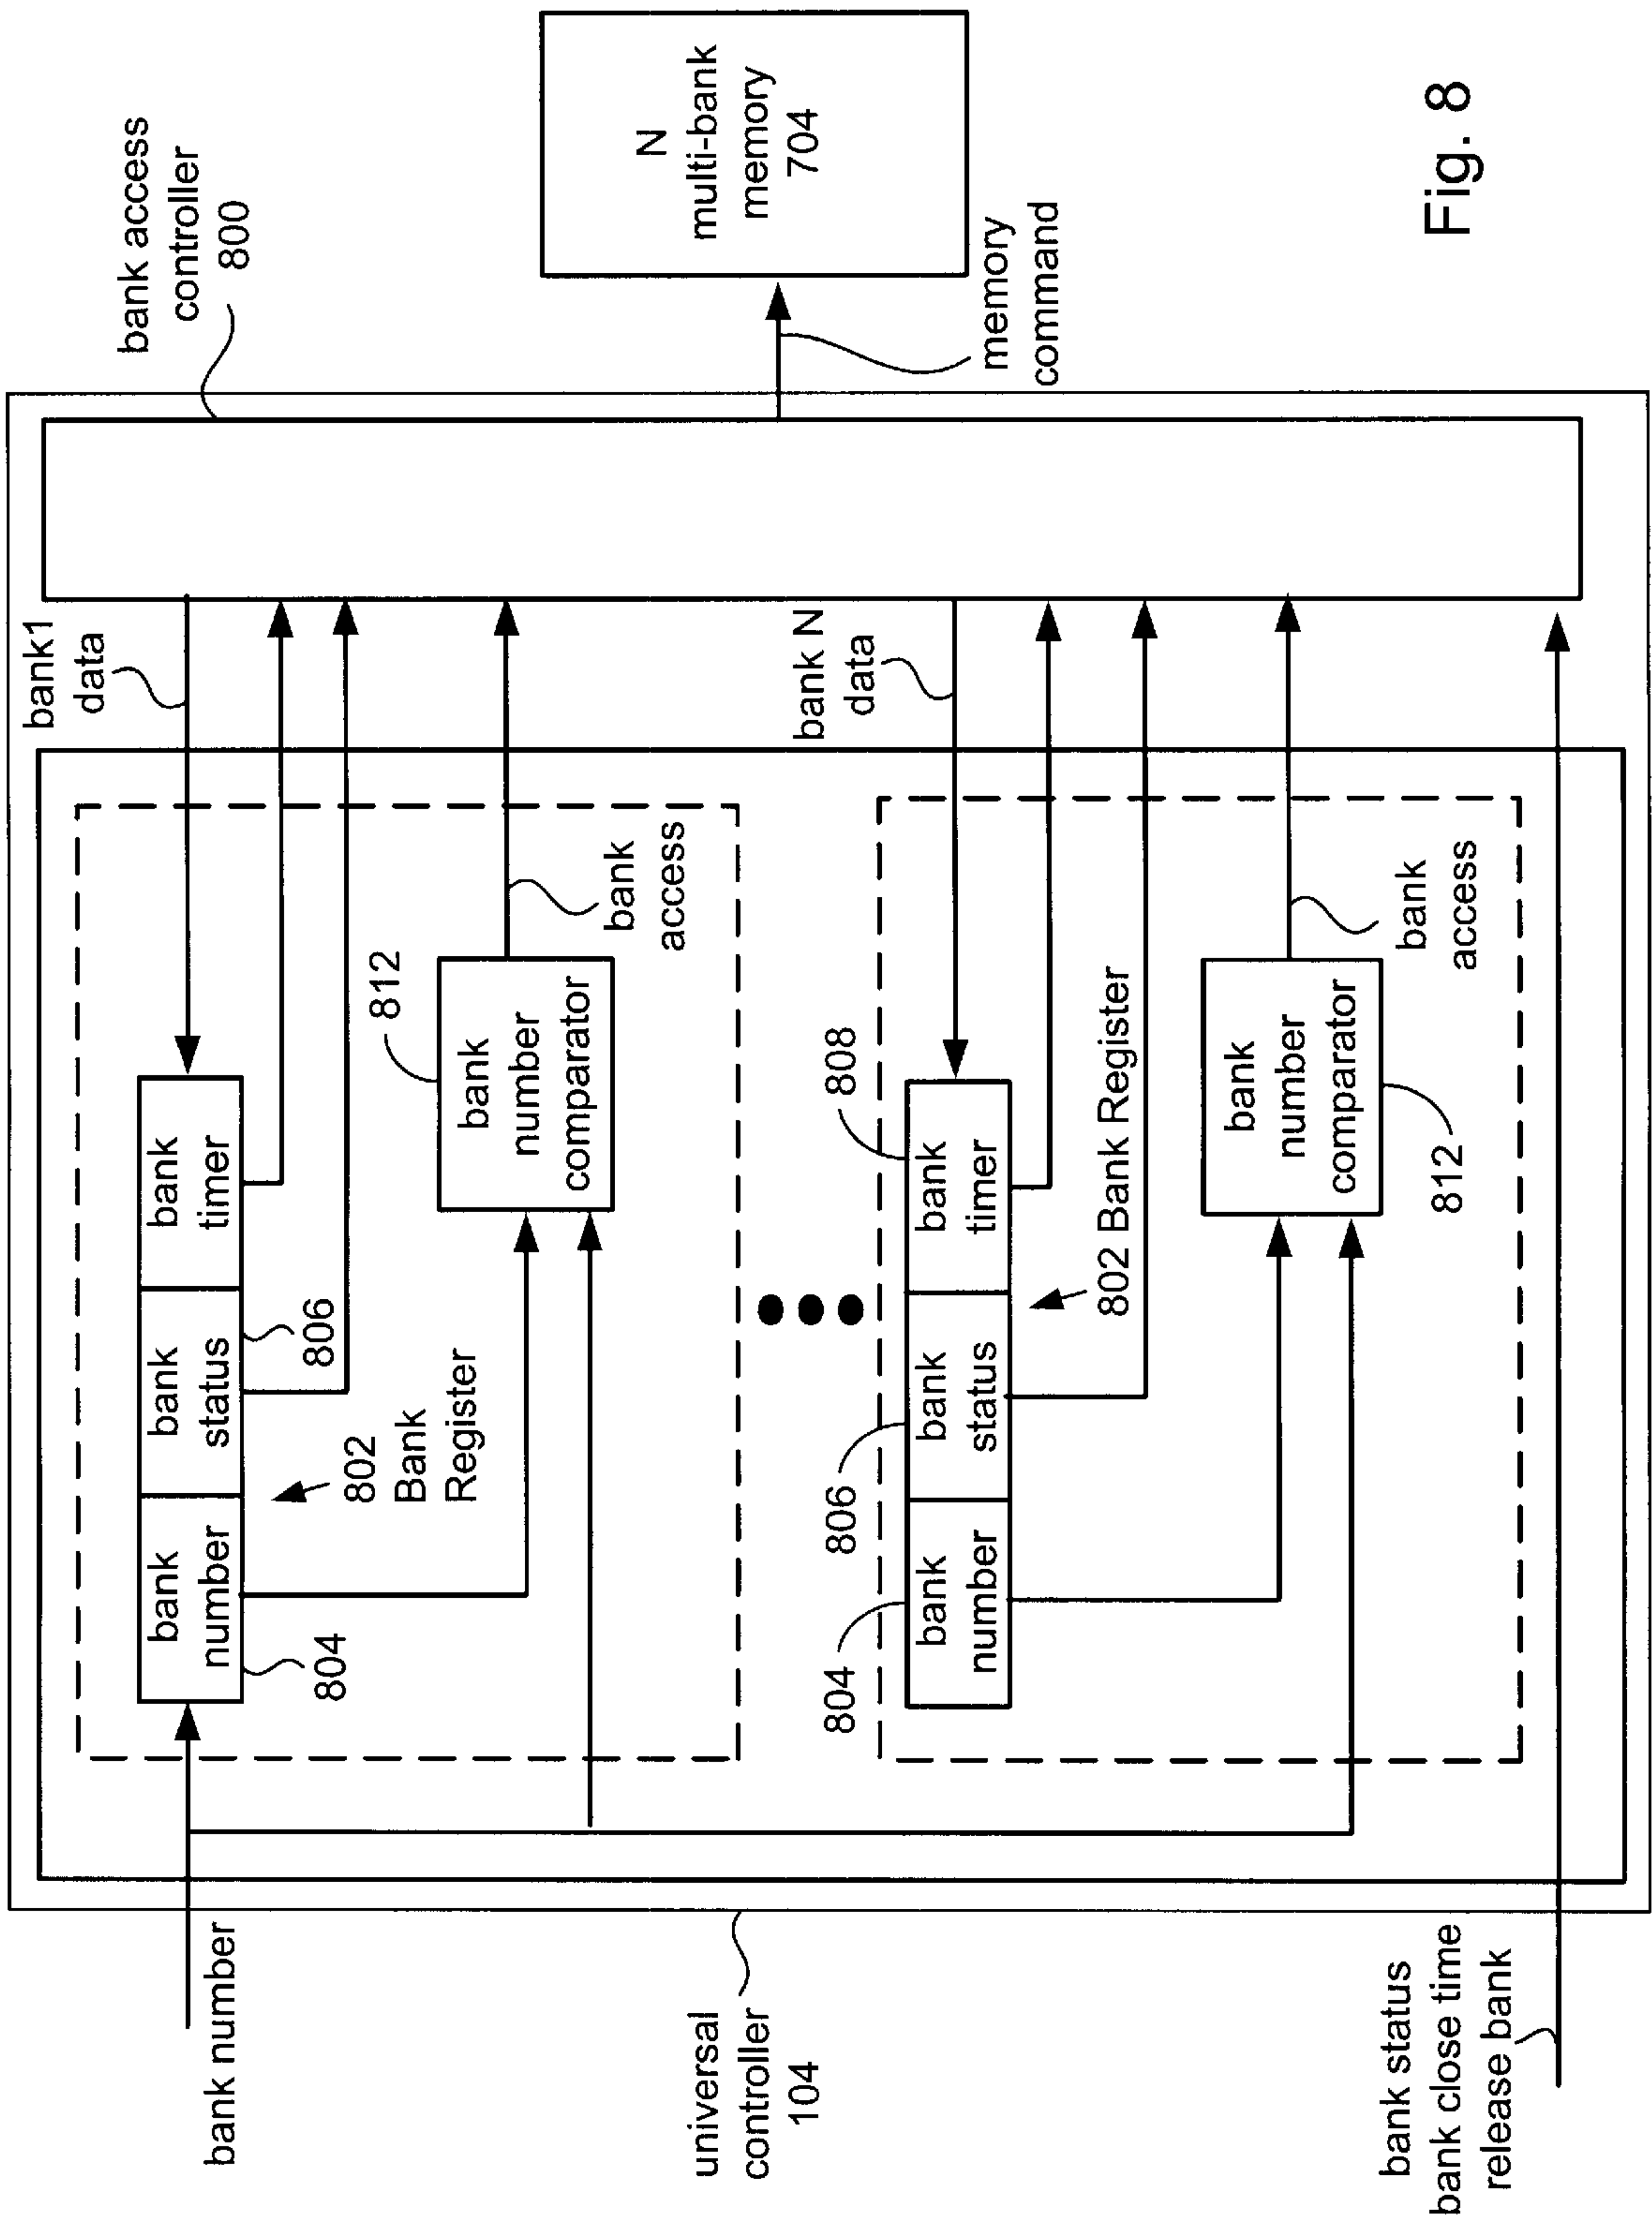 bank number
bank
number
804
bank
status
806
bank
timer
802
Bank
Register
812
bank
number
comparator
bank
access
bank1
data
bank access
controller
800
N
multi-bank
memory
704
memory
command
universal
controller
104
804
bank
number
806
bank
status
808
bank
timer
802 Bank Register
bank
number
comparator
812
bank
access
bank N
data
bank status
bank close time
release bank
Fig. 8